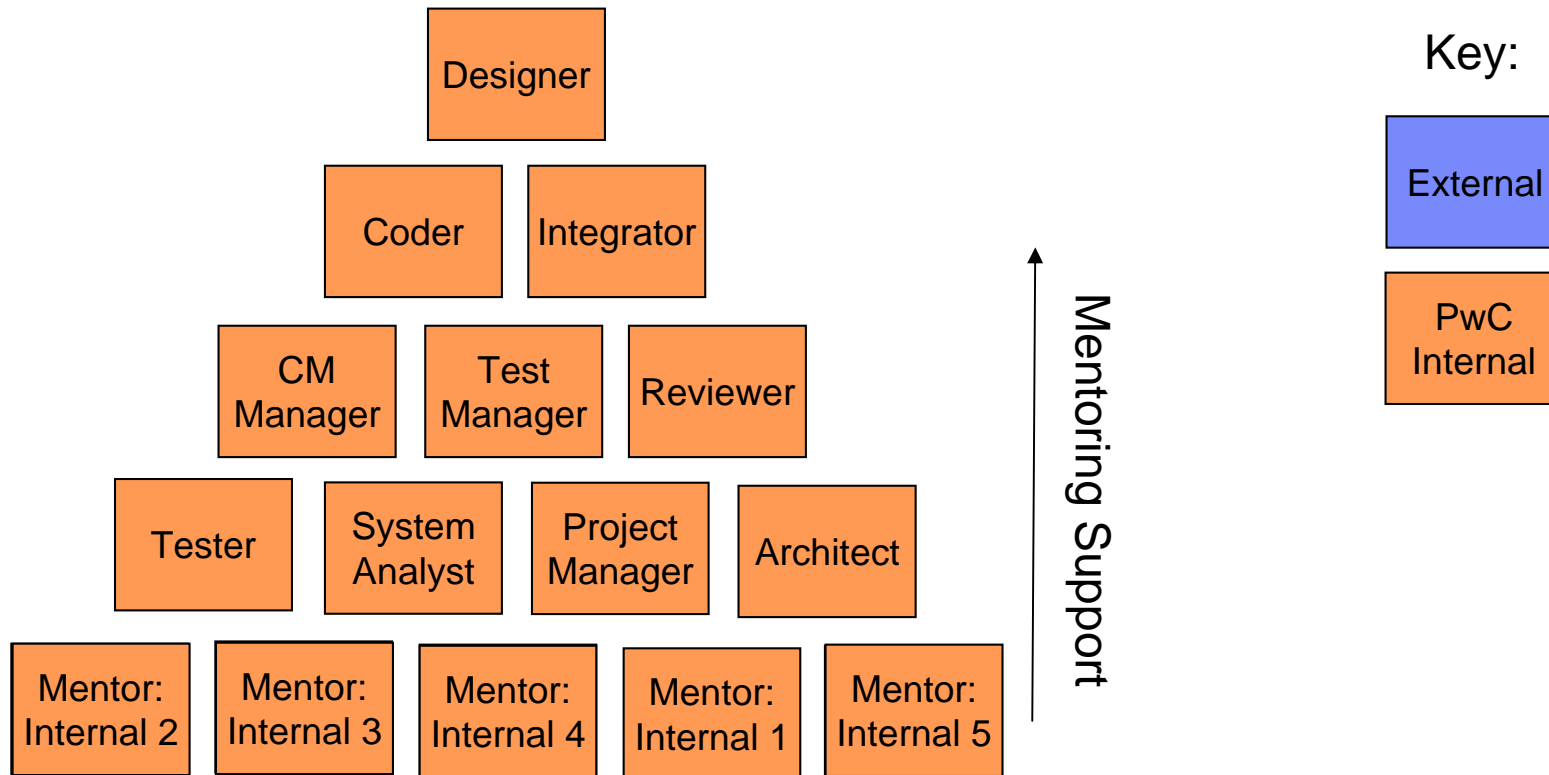 Designer
Key:
Coder
Integrator
External
CM
Manager
Test
Manager
Reviewer
PwC
Internal
Mentoring Support
Tester
System
Analyst
Project
Manager
Architect
Mentor:
Internal 2
Mentor:
Internal 3
Mentor:
Internal 4
Mentor:
Internal 1
Mentor:
Internal 5